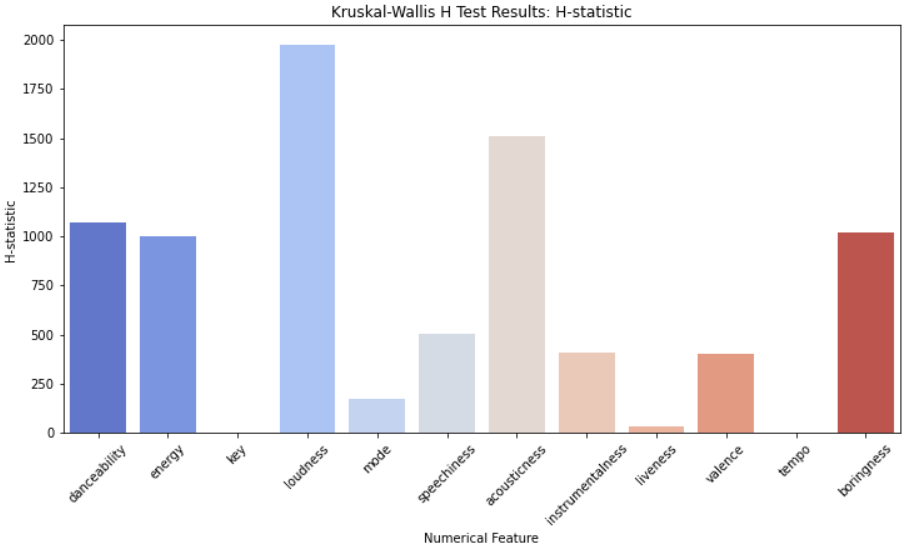 Kruskal-Wallis H Test Results: H-statistic
2000
1750
1500
1250
1000
750
500
250
0
H-statistic
danceability
energy
key
loudness
mode
speechiness
acousticness
instrumentalness
liveness
valence
tempo
boringness
Numerical Feature